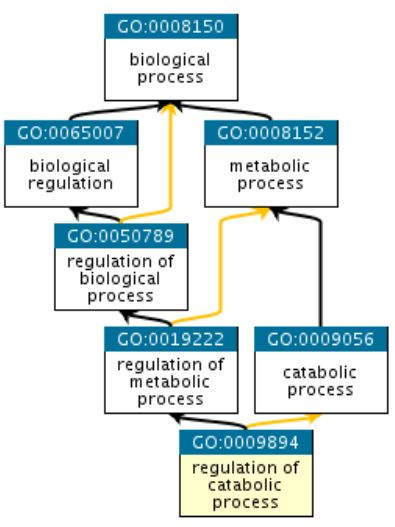 GO:0008150
biological
process
GO:0065007
biological
regulation
GO:0008152
metabolic
process
GO:0050789
regulation of
biological
process
GO:0019222
regulation of
metabolic
process
GO:0009056
catabolic
process
GO:0009894
regulation of
catabolic
process